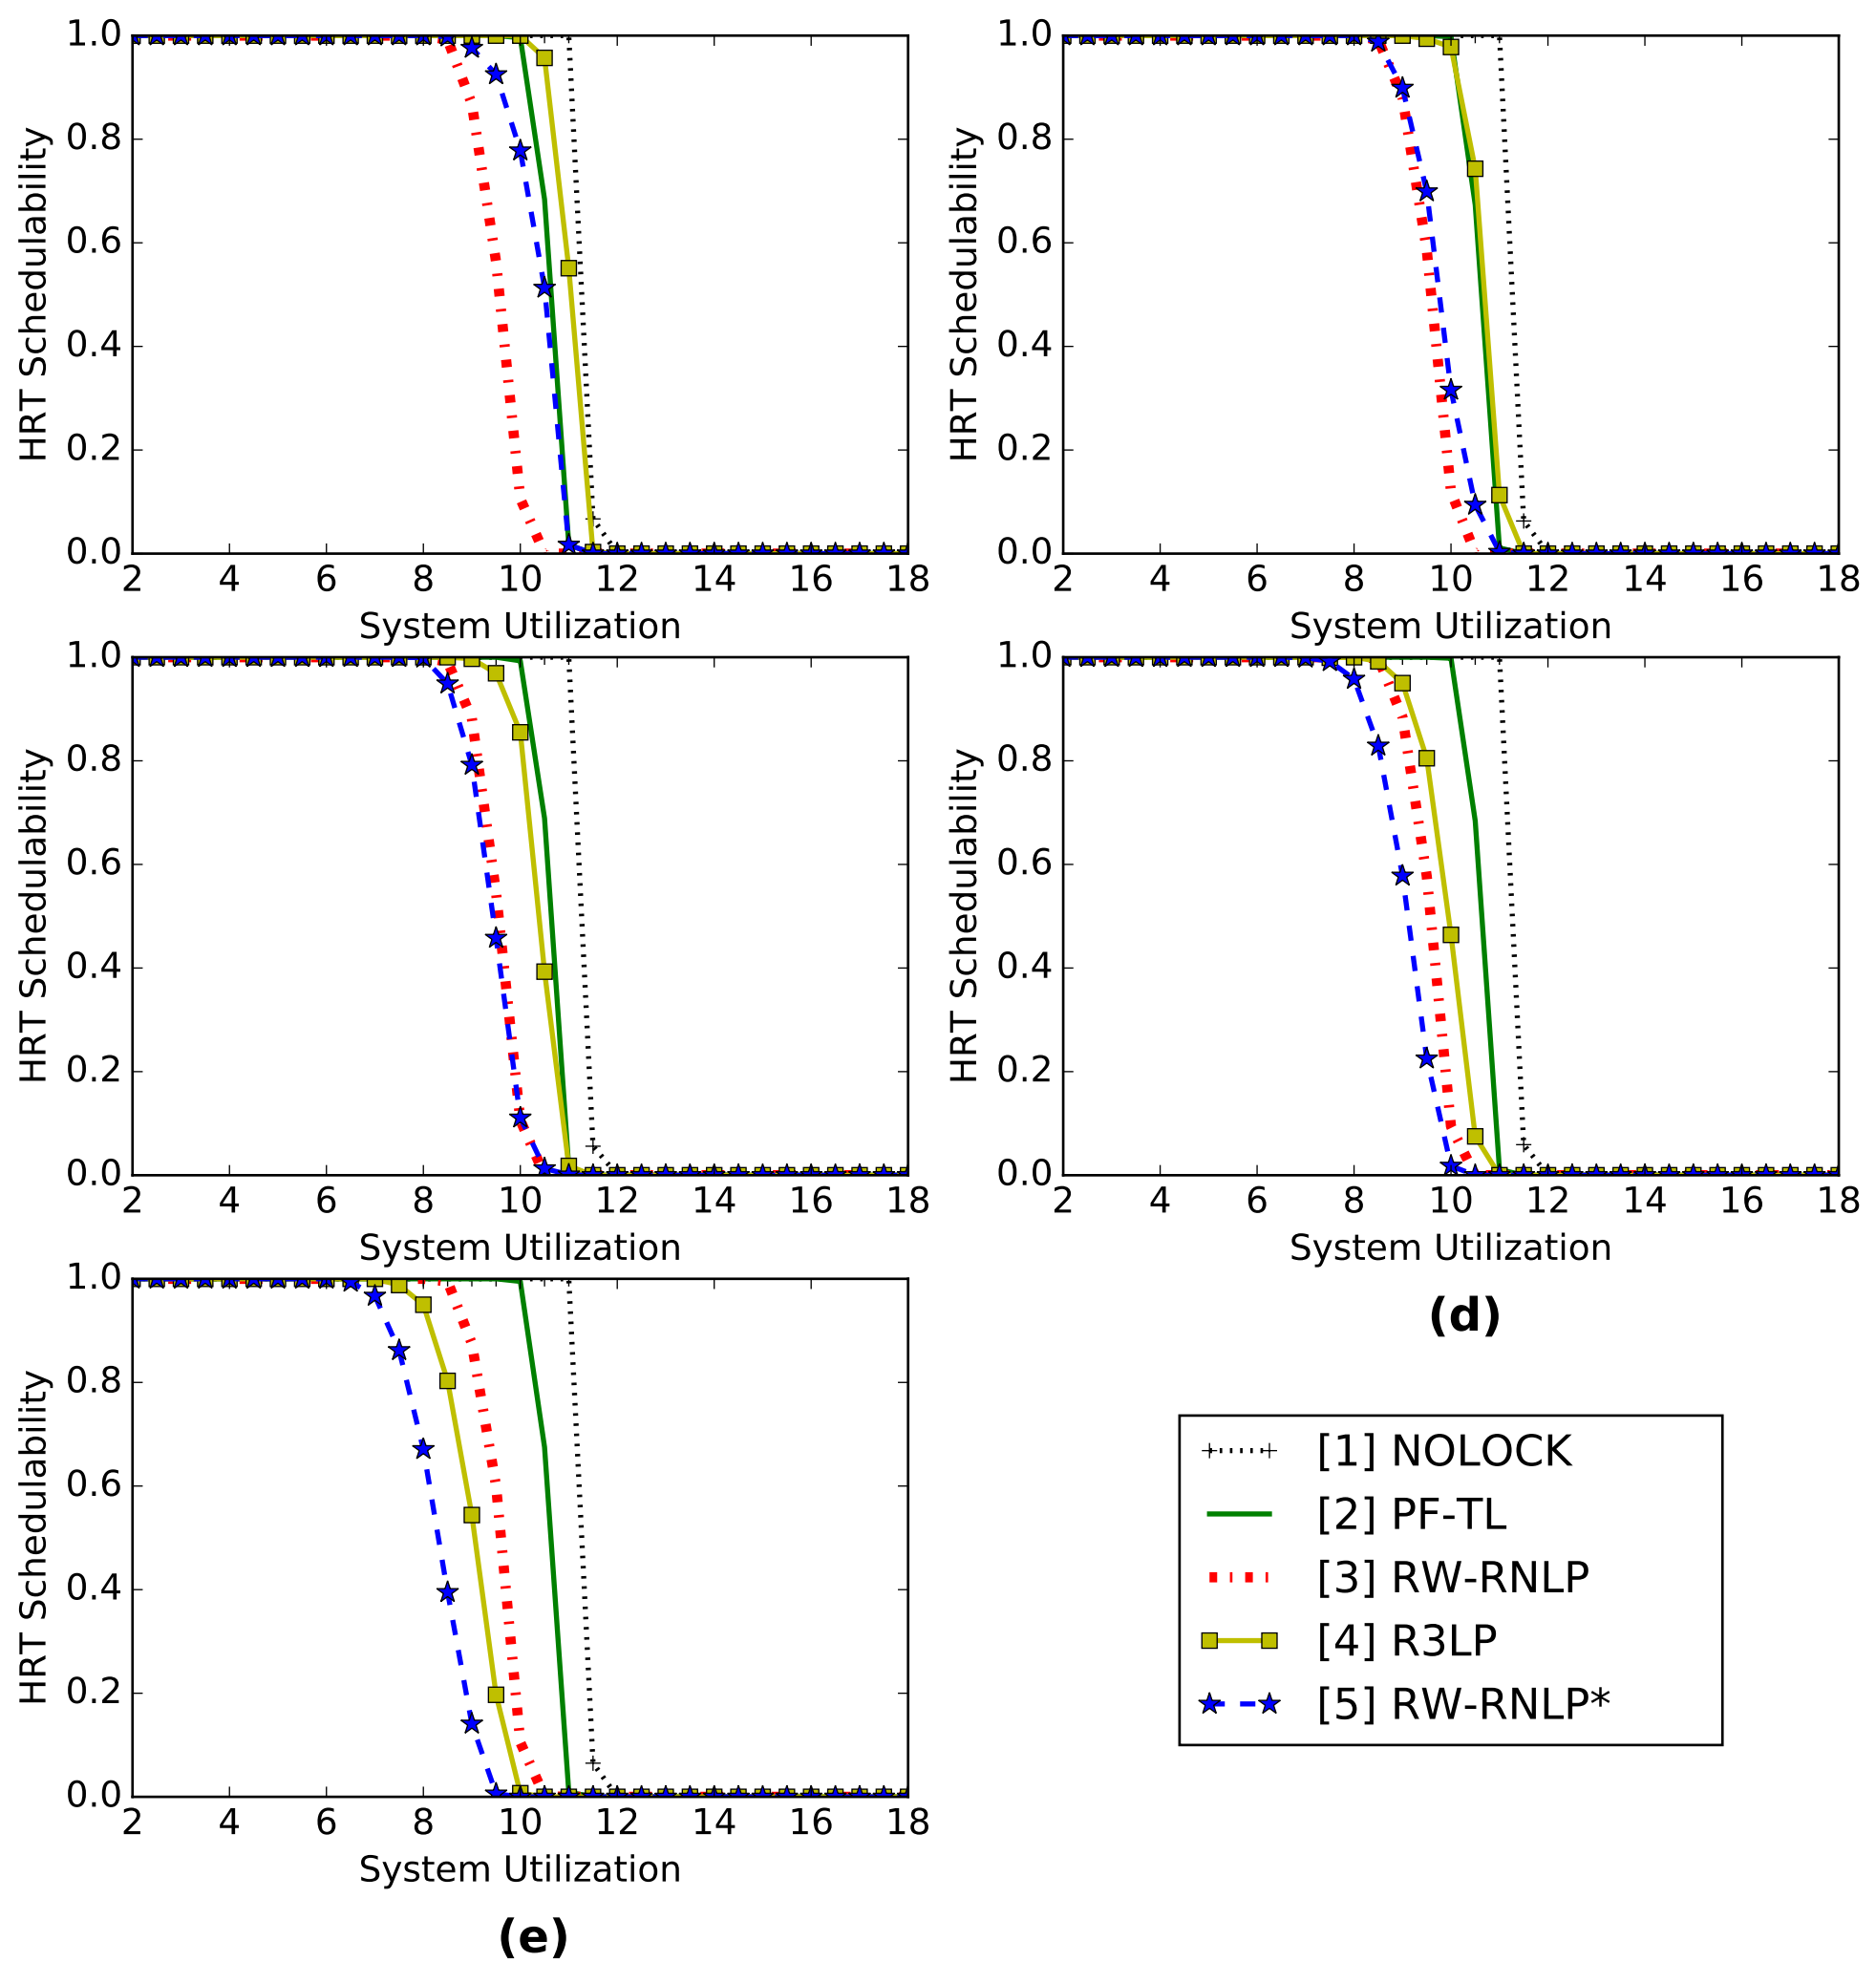 1.0
0.8
0.6
0.4
0.2
0.0
HRT Schedulability
2 4 6 8 10 12 14 16 18
System Utilization
1.0
0.8
0.6
0.4
0.2
0.0
HRT Schedulability
2 4 6 8 10 12 14 16 18
System Utilization
1.0
0.8
0.6
0.4
0.2
0.0
HRT Schedulability
2 4 6 8 10 12 14 16 18
System Utilization
1.0
0.8
0.6
0.4
0.2
0.0
HRT Schedulability
2 4 6 8 10 12 14 16 18
System Utilization
(d)
1.0
0.8
0.6
0.4
0.2
0.0
HRT Schedulability
2 4 6 8 10 12 14 16 18
System Utilization
(e)
[1] NOLOCK
[2] PF-TL
[3] RW-RNLP
[4] R3LP
[5] RW-RNLP*